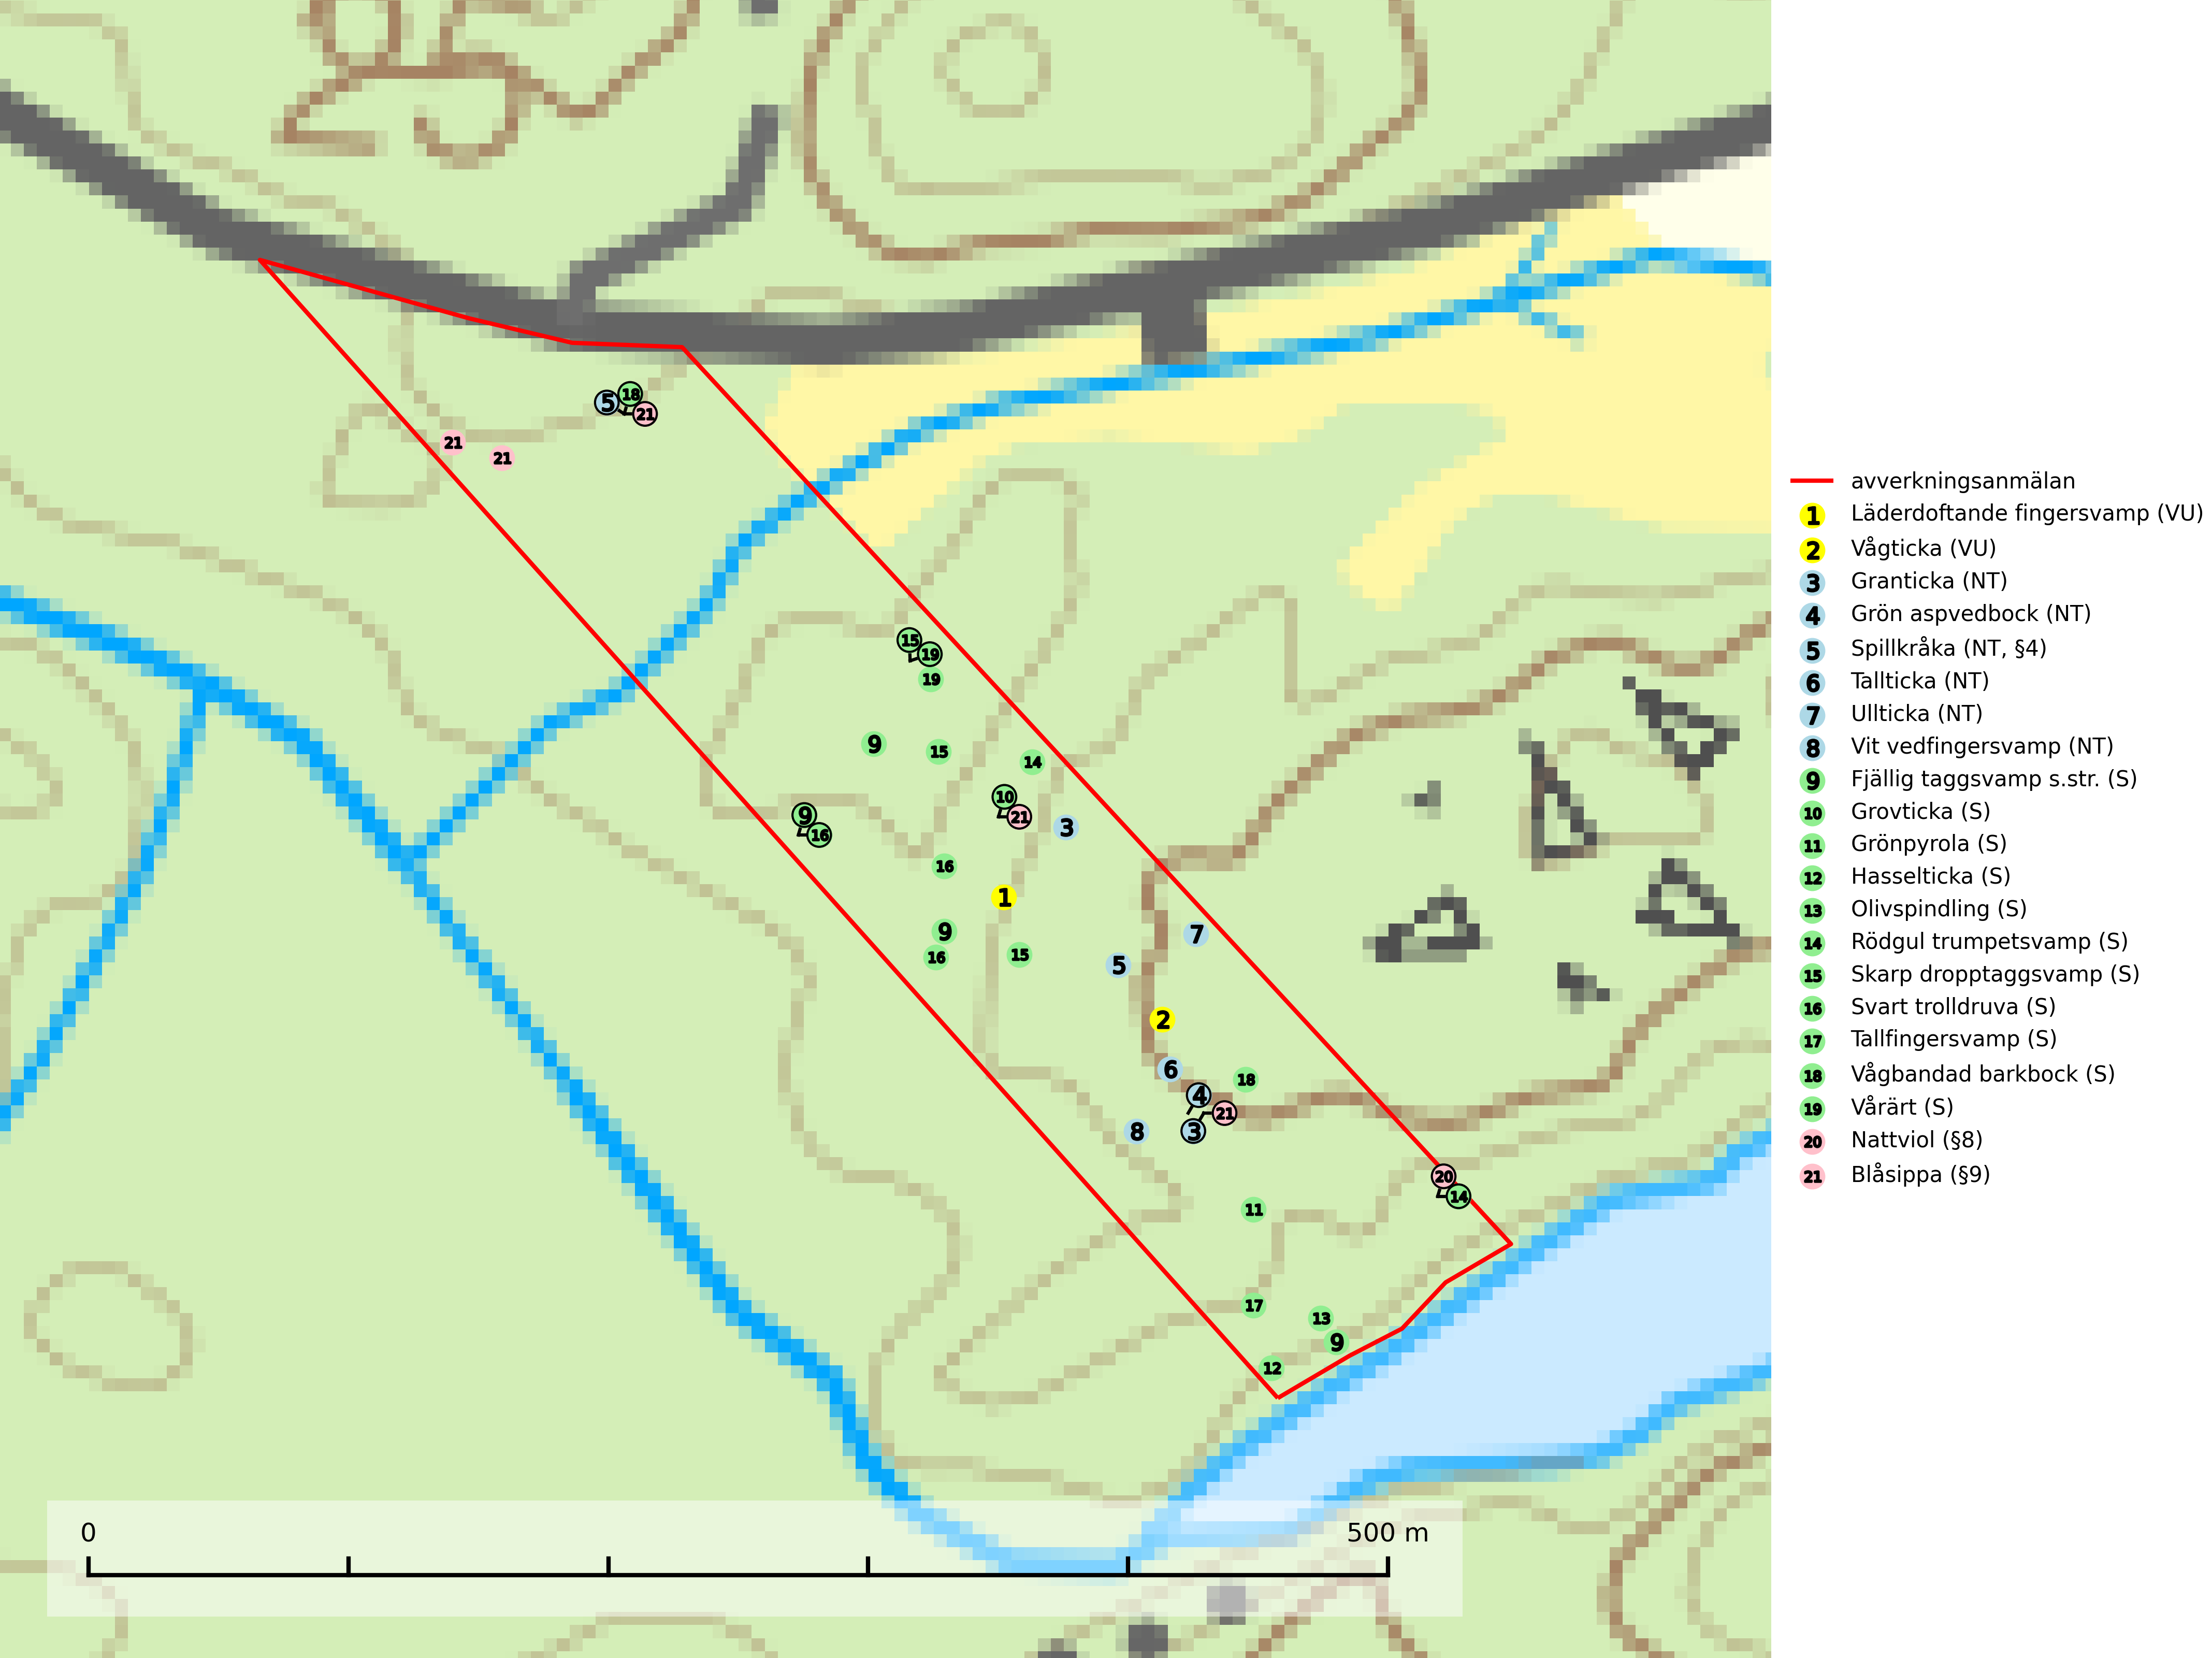 5
18
21
21
21
15
19
19
9
15
14
10
21
3
9
16
16
1
9
16
15
7
5
2
6
18
4
21
3
8
20
14
11
17
13
9
12
0
500 m
avverkningsanmälan
1 Läderdoftande fingersvamp (VU)
2 Vågticka (VU)
3 Granticka (NT)
4 Grön aspvedbock (NT)
5 Spillkråka (NT, §4)
6 Tallticka (NT)
7 Ullticka (NT)
8 Vit vedfingersvamp (NT)
9 Fjällig taggsvamp s.str. (S)
10 Grovticka (S)
11 Grönpyrola (S)
12 Hasselticka (S)
13 Olivspindling (S)
14 Rödgul trumpetsvamp (S)
15 Skarp dropptaggsvamp (S)
16 Svart trolldruva (S)
17 Tallfingersvamp (S)
18 Vågbandad barkbock (S)
19 Vårärt (S)
20 Nattviol (§8)
21 Blåsippa (§9)